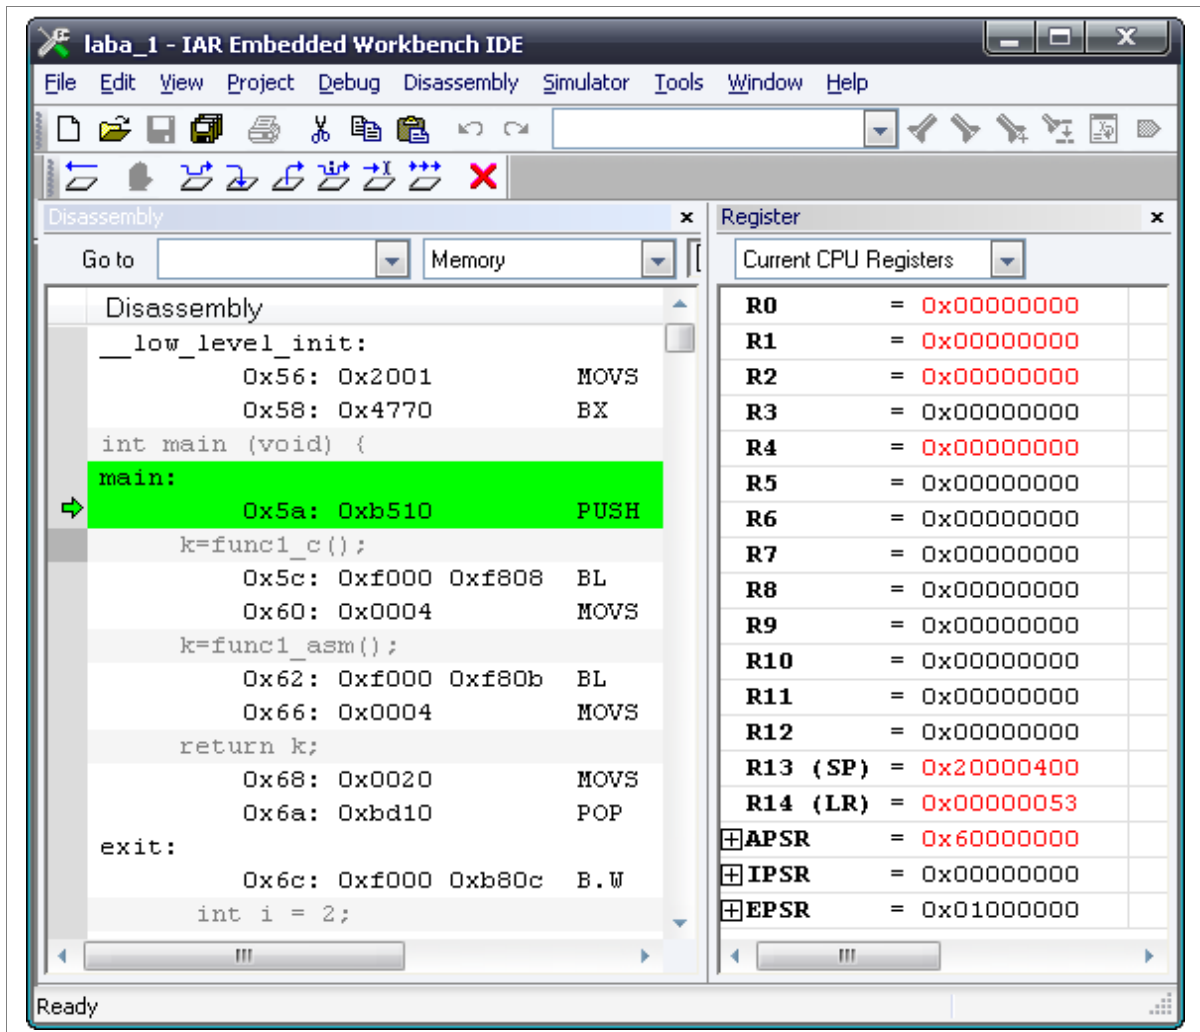 laba_1 - IAR Embedded Workbench IDE
File Edit View Project Debug Disassembly Simulator Tools Window Help
Disassembly
Go to
Memory
Disassembly
__low_level_init:
0x56: 0x2001 MOVS
0x58: 0x4770 BX
int main (void) {
main:
0x5a: 0xb510 PUSH
k=func1_c();
0x5c: 0xf000 0xf808 BL
0x60: 0x0004 MOVS
k=func1_asm();
0x62: 0xf000 0xf80b BL
0x66: 0x0004 MOVS
return k;
0x68: 0x0020 MOVS
0x6a: 0xbd10 POP
exit:
0x6c: 0xf000 0xb80c B.W
int i = 2;
Register
Current CPU Registers
R0 = 0x00000000
R1 = 0x00000000
R2 = 0x00000000
R3 = 0x00000000
R4 = 0x00000000
R5 = 0x00000000
R6 = 0x00000000
R7 = 0x00000000
R8 = 0x00000000
R9 = 0x00000000
R10 = 0x00000000
R11 = 0x00000000
R12 = 0x00000000
R13 (SP) = 0x20000400
R14 (LR) = 0x00000053
APSR = 0x60000000
IPSR = 0x00000000
EPSR = 0x01000000
Ready